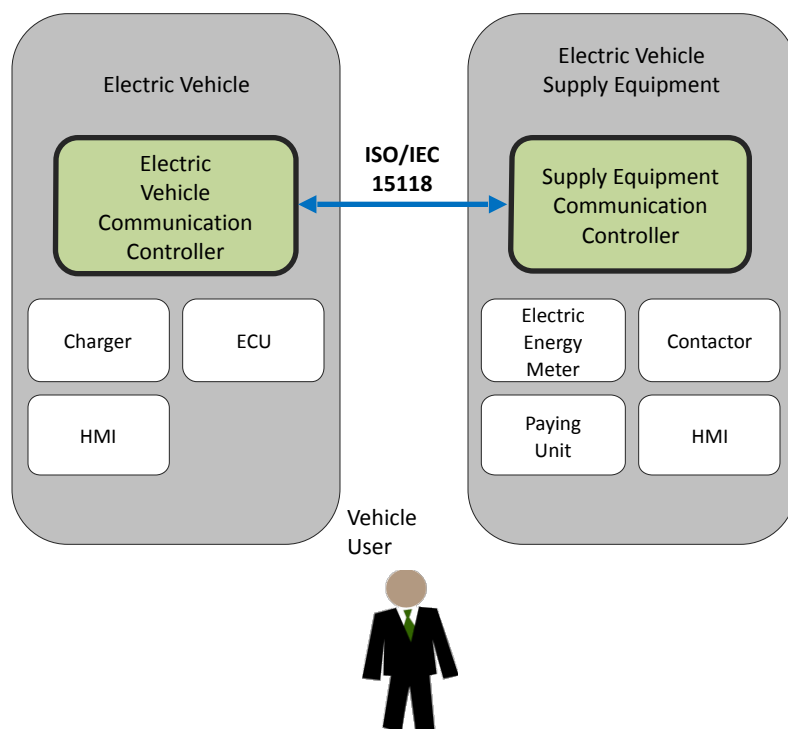 Electric Vehicle
Electric
Vehicle
Communication
Controller
Charger
ECU
HMI
ISO/IEC
15118
Electric Vehicle
Supply Equipment
Supply Equipment
Communication
Controller
Electric
Energy
Meter
Contactor
Paying
Unit
HMI
Vehicle
User